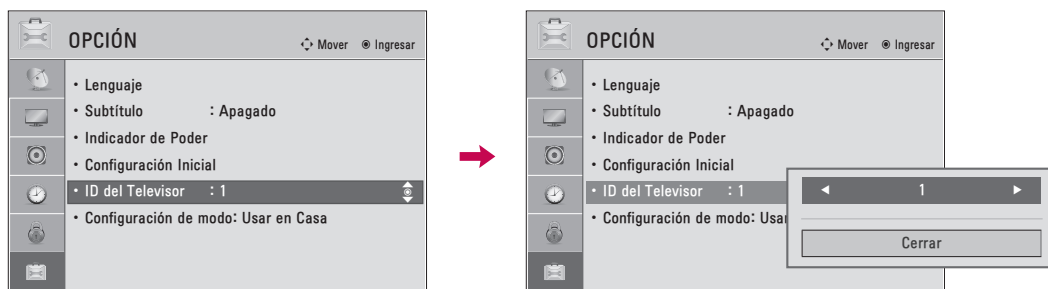 OPCIÓN
Mover Ingresar
• Lenguaje
• Subtítulo : Apagado
• Indicador de Poder
• Configuración Inicial
• ID del Televisor : 1
• Configuración de modo: Usar en Casa
OPCIÓN
Mover Ingresar
• Lenguaje
• Subtítulo : Apagado
• Indicador de Poder
• Configuración Inicial
• ID del Televisor : 1
• Configuración de modo: Usar
◄ 1 ►
Cerrar